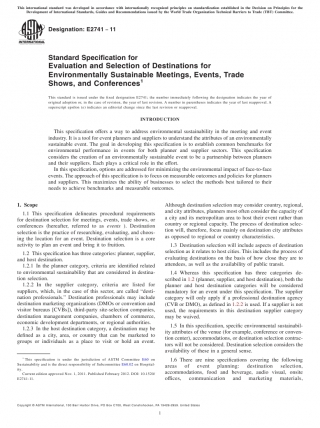 This international standard was developed in accordance with internationally recognized principles on standardization established in the Decision on Principles for the
Development of International Standards, Guides and Recommendations issued by the World Trade Organization Technical Barriers to Trade (TBT) Committee.
Designation: E2741 − 11
Standard Specification for
Evaluation and Selection of Destinations for
Environmentally Sustainable Meetings, Events, Trade
Shows, and Conferences1
This standard is issued under the fixed designation E2741; the number immediately following the designation indicates the year of
original adoption or, in the case of revision, the year of last revision. A number in parentheses indicates the year of last reapproval. A
superscript epsilon (ε) indicates an editorial change since the last revision or reapproval.
INTRODUCTION
This specification offers a way to address environmental sustainability in the meeting and event
industry. It is a tool for event planners and suppliers to understand the attributes of an environmentally
sustainable event. The goal in developing this specification is to establish common benchmarks for
environmental performance in events for both planner and supplier sectors. This specification
considers the creation of an environmentally sustainable event to be a partnership between planners
and their suppliers. Each plays a critical role in the effort.
In this specification, options are addressed for minimizing the environmental impact of face-to-face
events. The approach of this specification is to focus on measurable outcomes and policies for planners
and suppliers. This maximizes the ability of businesses to select the methods best tailored to their
needs to achieve benchmarks and measurable outcomes.
1. Scope
1.1 This specification delineates procedural requirements
for destination selection for meetings, events, trade shows, or
conferences (hereafter, referred to as event ). Destination
selection is the practice of researching, evaluating, and choos-
ing the location for an event. Destination selection is a core
activity to plan an event and bring it to fruition.
1.2 This specification has three categories: planner, supplier,
and host destination.
1.2.1 In the planner category, criteria are identified related
to environmental sustainability that are considered in destina-
tion selection.
1.2.2 In the supplier category, criteria are listed for
suppliers, which, in the case of this sector, are called “desti-
nation professionals.” Destination professionals may include
destination marketing organizations (DMOs or convention and
visitor bureaus (CVBs)), third-party site-selection companies,
destination management companies, chambers of commerce,
economic development departments, or regional authorities.
1.2.3 In the host destination category, a destination may be
defined as a city, area, or country that can be marketed to
groups or individuals as a place to visit or hold an event.
Although destination selectors may consider country, regional,
and city attributes, planners most often consider the capacity of
a city and its metropolitan area to host their event rather than
country or regional capacity. The process of destination selec-
tion will, therefore, focus mainly on destination city attributes
as opposed to regional or country characteristics.
1.3 Destination selection will include aspects of destination
selection as it relates to host cities. This includes the process of
evaluating destinations on the basis of how close they are to
attendees, as well as the availability of public transit.
1.4 Whereas this specification has three categories de-
scribed in 1.2 planner, supplier, and host destination), both the
planner and host destination categories will be considered
mandatory for an event under this specification. The supplier
category will only apply if a professional destination agency
(CVB or DMO), as defined in 1.2.2 is used. If a supplier is not
used, the requirements in this destination supplier category
may be waived.
1.5 In this specification, specific environmental sustainabil-
ity attributes of the venue (for example, conference or conven-
tion center), accommodations, or destination selection contrac-
tors will not be considered. Destination selection considers the
availability of these in a general sense.
1.6 There are nine specifications covering the following
areas of event planning: destination selection,
accommodations, food and beverage, audio visual, onsite
offices, communication and marketing materials,
1This specification is under the jurisdiction of ASTM Committee E60 on
Sustainability and is the direct responsibility of Subcommittee E60.02 on Hospital-
ity.
Current edition approved Nov. 1, 2011. Published February 2012. DOI: 10.1520/
E2741–11.
1